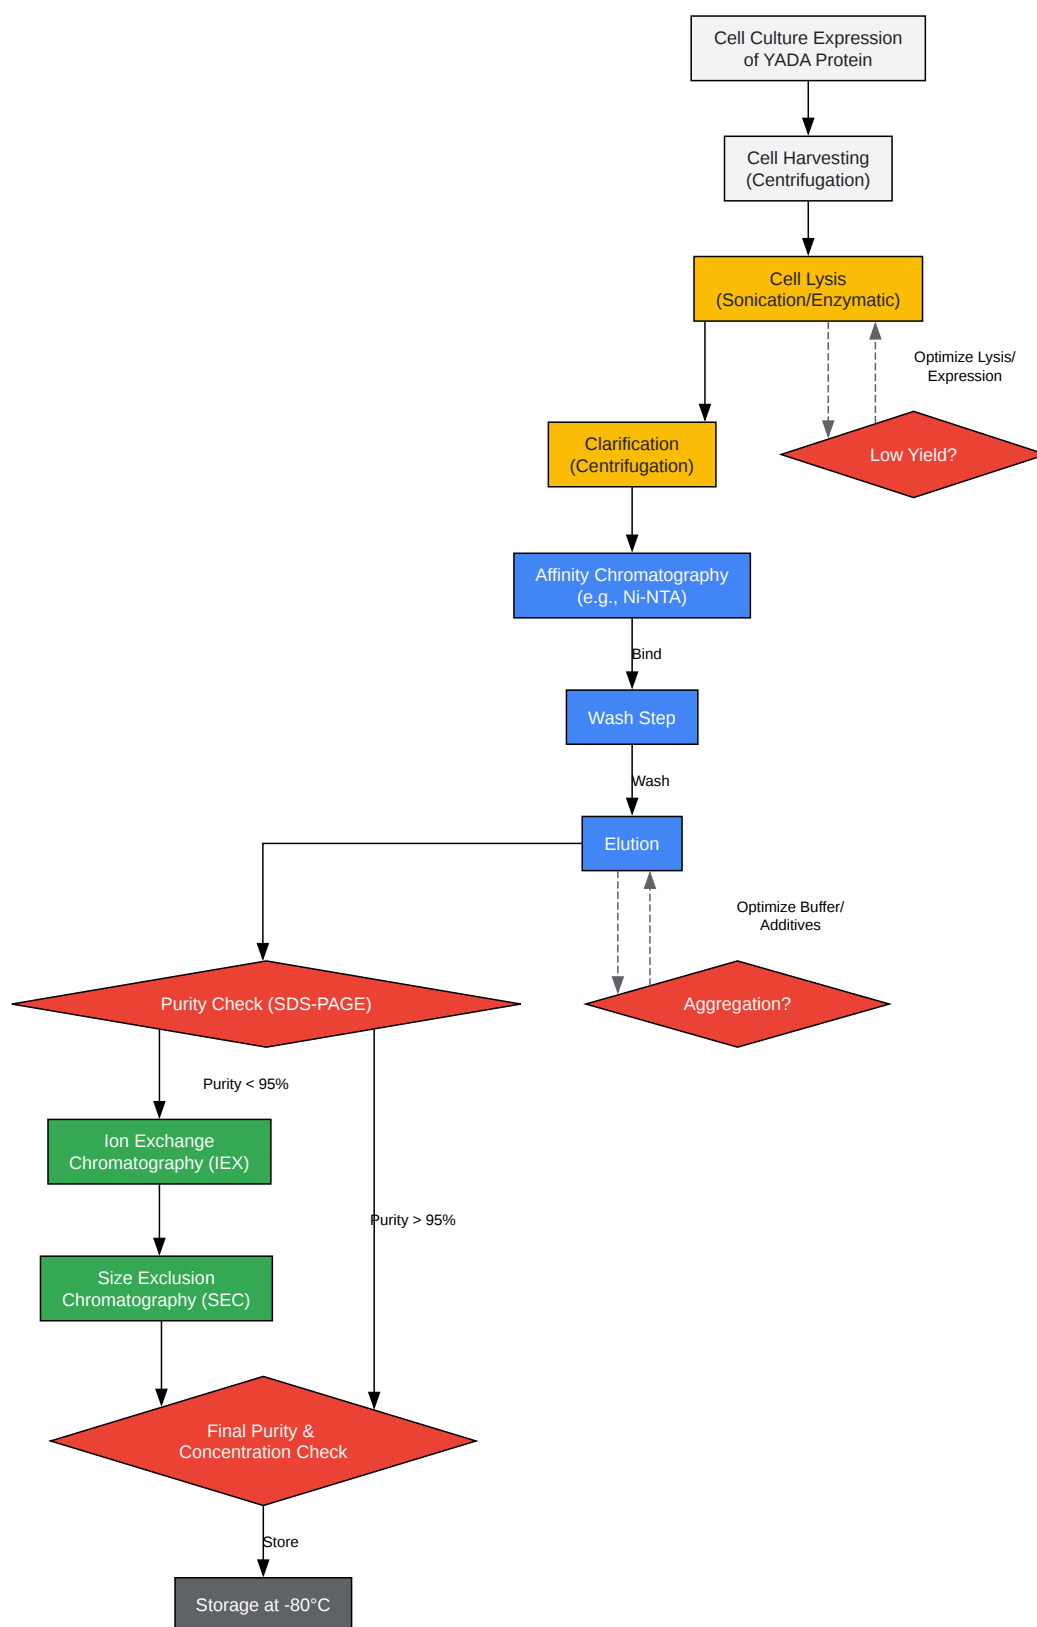 Cell Culture Expression
of YADA Protein
Cell Harvesting
(Centrifugation)
Cell Lysis
(Sonication/Enzymatic)
Optimize Lysis/
Expression
Low Yield?
Clarification
(Centrifugation)
Affinity Chromatography
(e.g., Ni-NTA)
Bind
Wash Step
Wash
Elution
Optimize Buffer/
Additives
Purity Check (SDS-PAGE)
Aggregation?
Purity < 95%
Ion Exchange
Chromatography (IEX)
Purity > 95%
Size Exclusion
Chromatography (SEC)
Final Purity &
Concentration Check
Store
Storage at -80°C